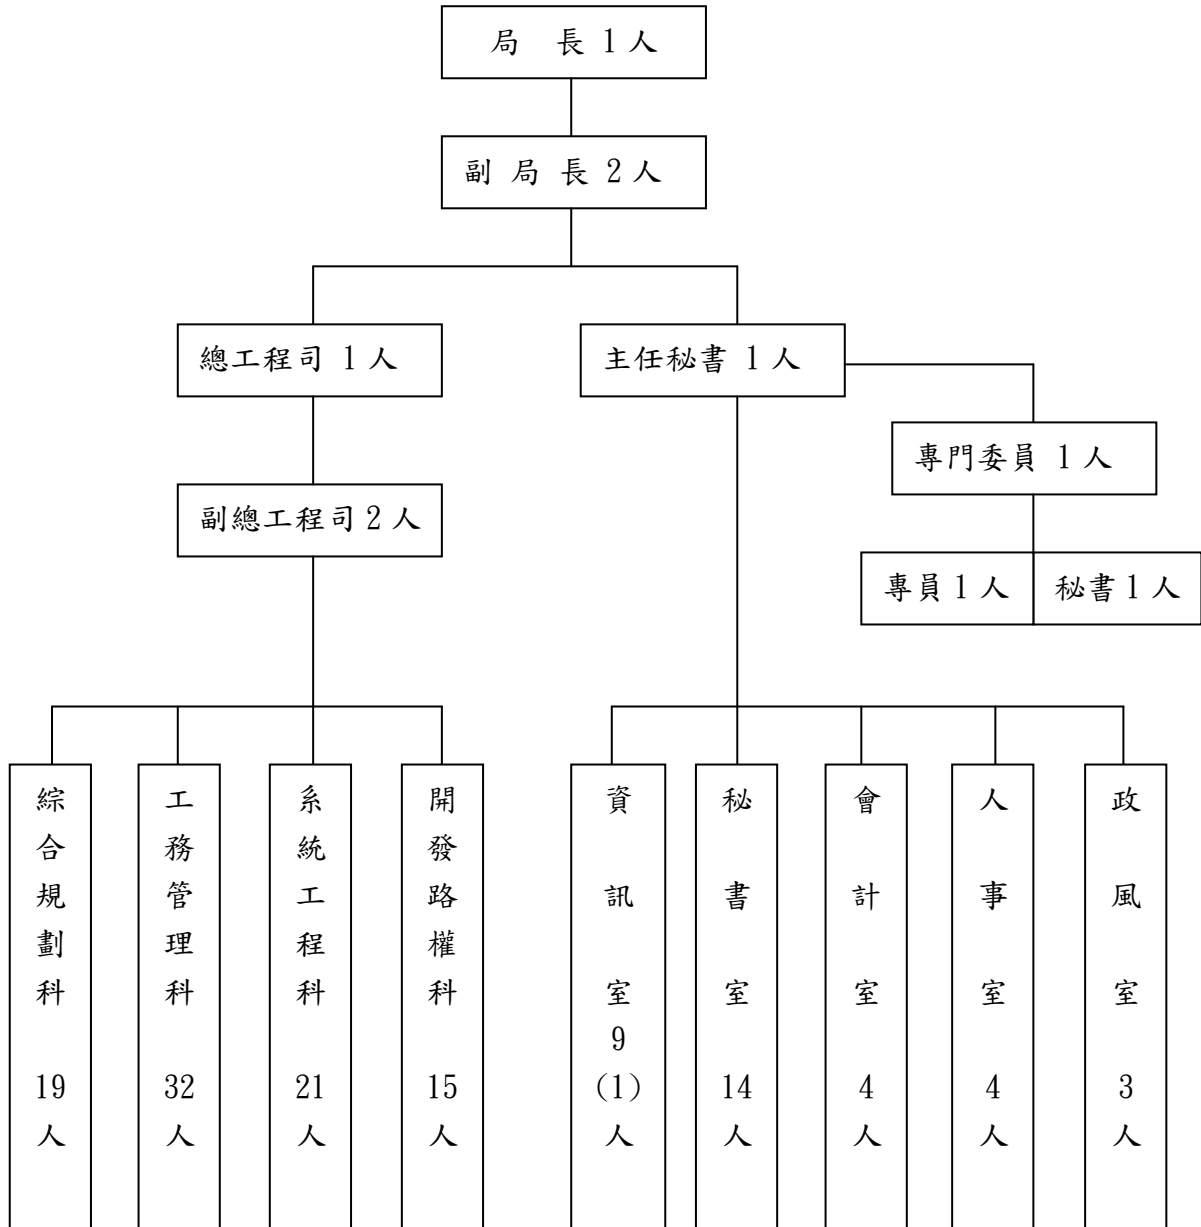 局　長 1 人
副 局 長 2 人
總工程司 1 人
主任秘書 1 人
專門委員 1 人
副總工程司 2 人
專員 1 人
秘書 1 人
綜合規劃科 19 人
工務管理科 32 人
系統工程科 21 人
開發路權科 15 人
資訊室 9 (1) 人
秘書室 14 人
會計室 4 人
人事室 4 人
政風室 3 人